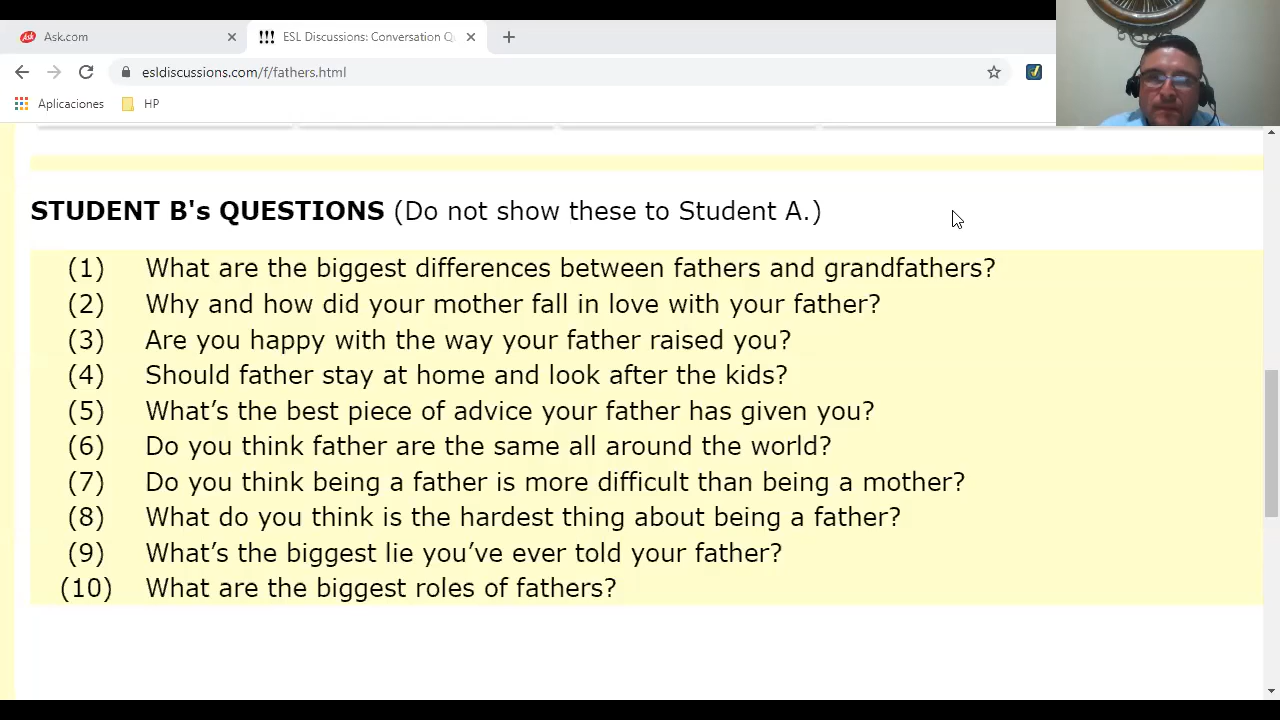 Ask.com
!!! ESL Discussions: Conversation Q
esldiscussions.com/f/fathers.html
Aplicaciones HP
STUDENT B's QUESTIONS (Do not show these to Student A.)
(1) What are the biggest differences between fathers and grandfathers?
(2) Why and how did your mother fall in love with your father?
(3) Are you happy with the way your father raised you?
(4) Should father stay at home and look after the kids?
(5) What’s the best piece of advice your father has given you?
(6) Do you think father are the same all around the world?
(7) Do you think being a father is more difficult than being a mother?
(8) What do you think is the hardest thing about being a father?
(9) What’s the biggest lie you’ve ever told your father?
(10) What are the biggest roles of fathers?